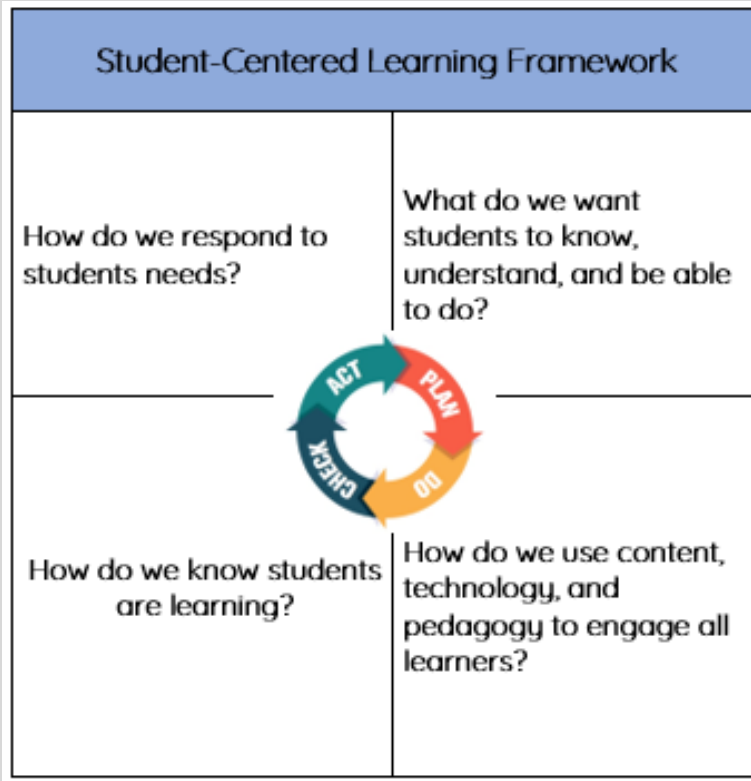 Student-Centered Learning Framework
How do we respond to
students needs?
What do we want
students to know,
understand, and be able
to do?
ACT
PLAN
CHECK
DO
How do we know students
are learning?
How do we use content,
technology, and
pedagogy to engage all
learners?